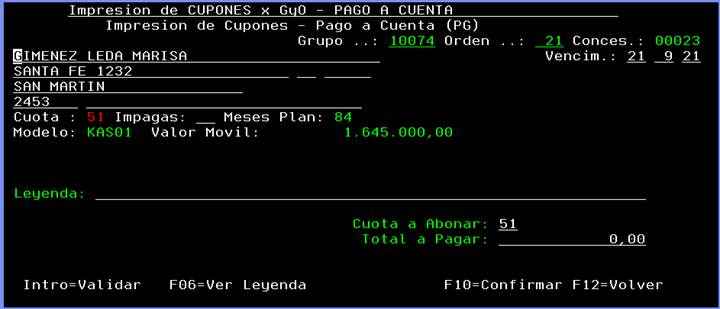 Impresion de CUPONES x GyO - PAGO A CUENTA
Impresion de Cupones - Pago a Cuenta (PG)
Grupo ..: 10074 Orden ..: 21 Conces.: 00023
GIMENEZ LEDA MARISA Vencim.: 21 9 21
SANTA FE 1232
SAN MARTIN
2453
Cuota : 51 Impagas: __ Meses Plan: 84
Modelo: KAS01 Valor Movil: 1.645.000,00
Leyenda:
Cuota a Abonar: 51
Total a Pagar: 0,00
Intro=Validar F06=Ver Leyenda F10=Confirmar F12=Volver